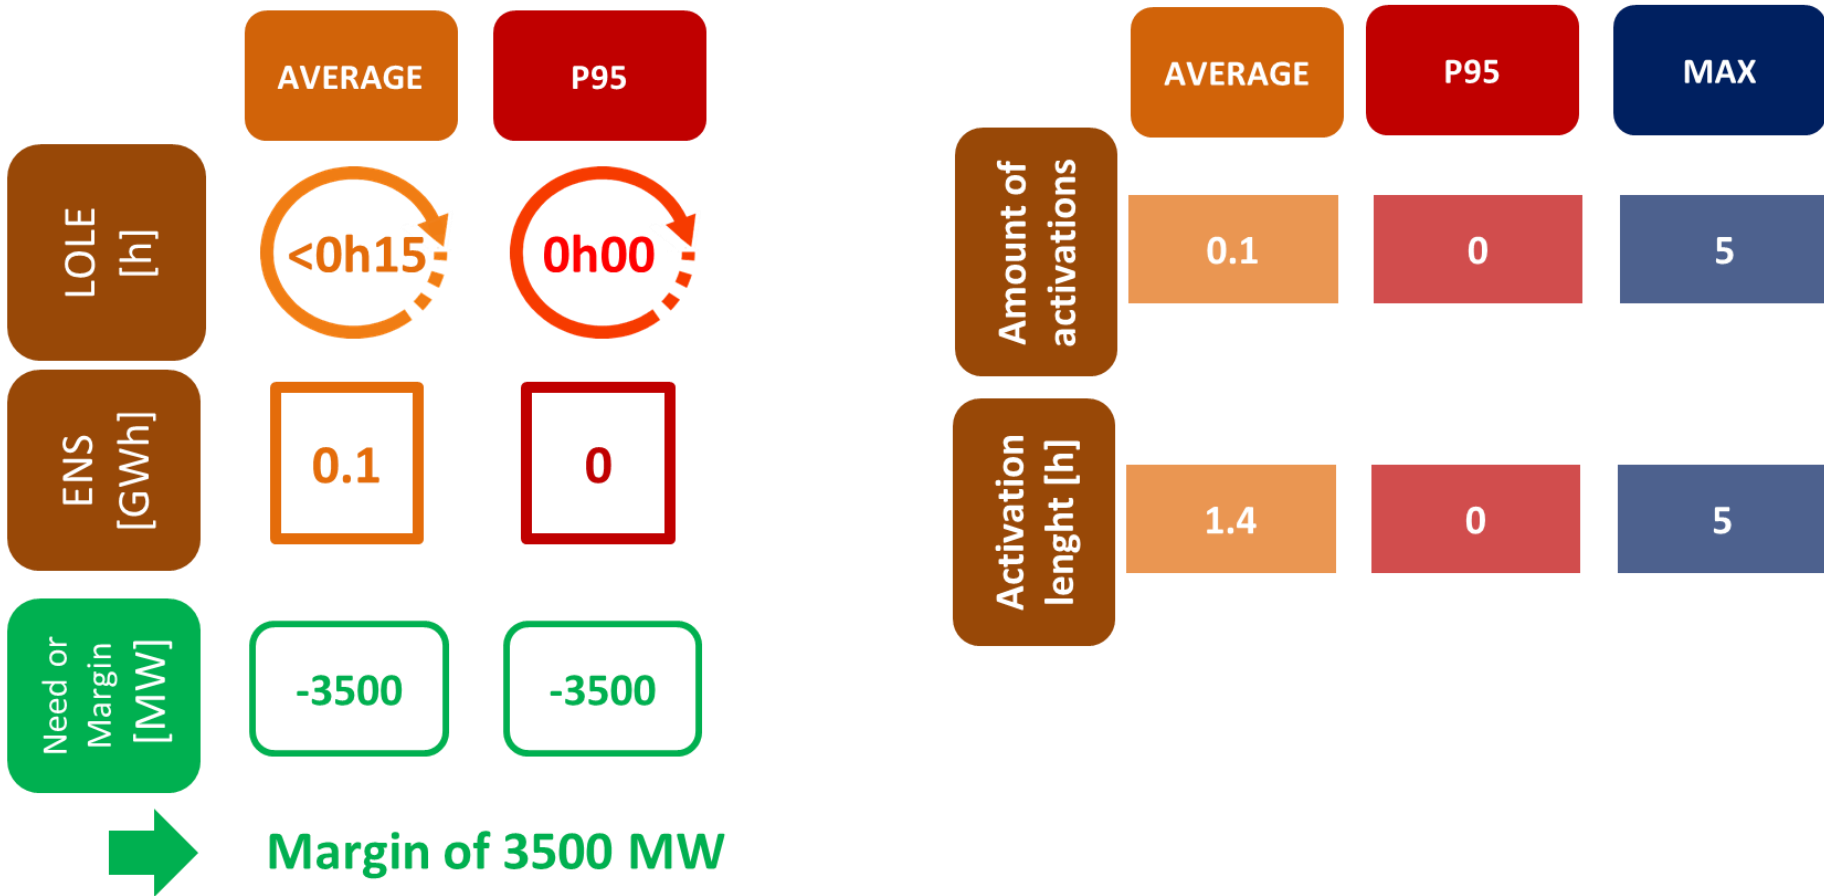 AVERAGE
P95
LOLE
[h]
<0h15
0h00
ENS
[GWh]
0.1
0
Need or
Margin
[MW]
-3500
-3500
Margin of 3500 MW
AVERAGE
P95
MAX
Amount of
activations
0.1
0
5
Activation
lenght [h]
1.4
0
5